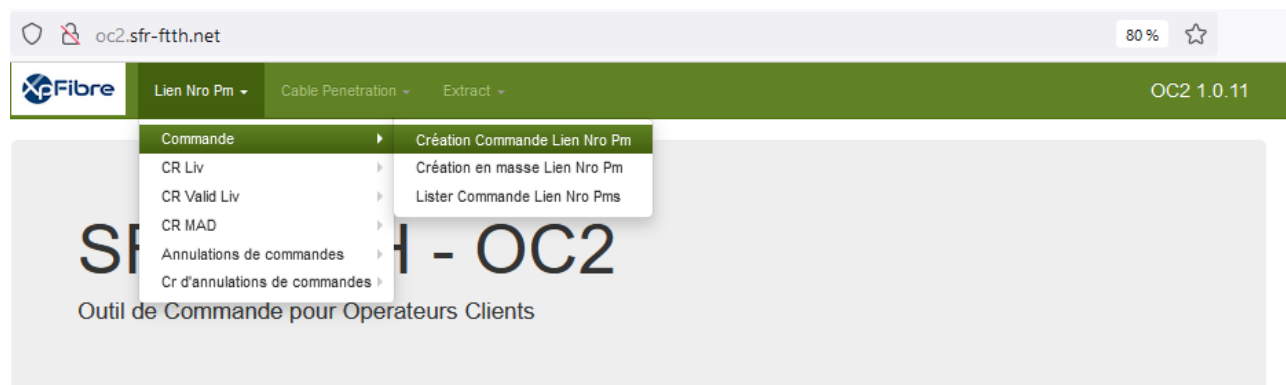 oc2.sfr-ftth.net 80 %
XpFibre Lien Nro Pm Cable Penetration Extract OC2 1.0.11
Commande Création Commande Lien Nro Pm
CR Liv Création en masse Lien Nro Pm
CR Valid Liv Lister Commande Lien Nro Pms
CR MAD
Annulations de commandes
Cr d'annulations de commandes
SF H - OC2
Outil de Commande pour Operateurs Clients